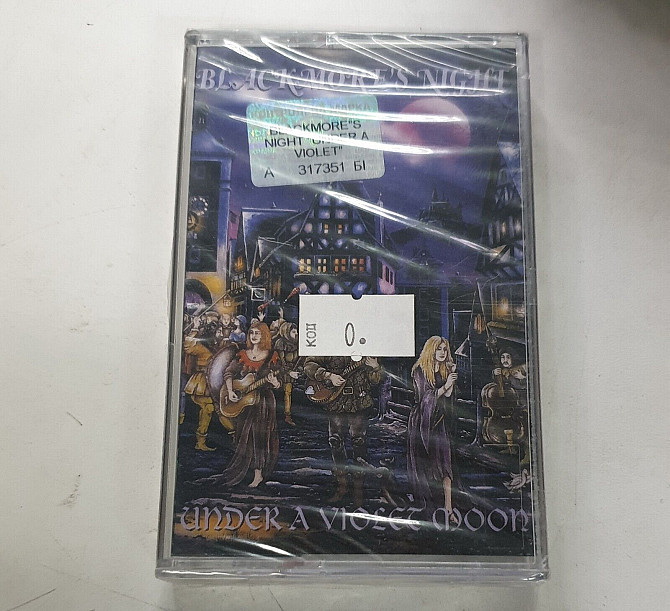 BLACKMORE'S NIGHT
BLACKMORE"S
NIGHT "UNDER A
VIOLET"
А 317351 БІ
КОП 0.
UNDER A VIOLET MOON